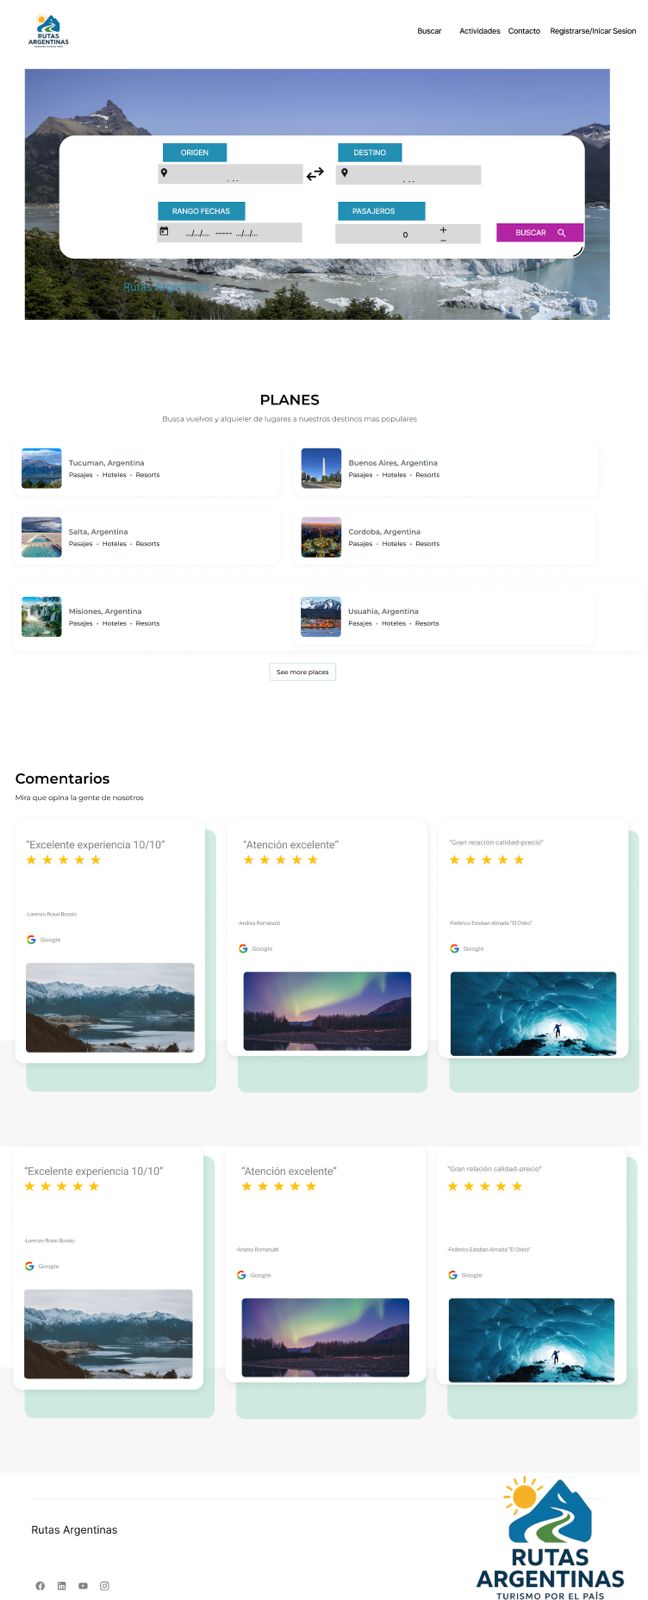 RUTAS
ARGENTINAS
TURISMO POR EL PAÍS
Buscar Actividades Contacto Registrarse/Inicar Sesion
ORIGEN DESTINO
. . . . . .
RANGO FECHAS PASAJEROS
.../.../.... ----- .../.../... 0 + −
BUSCAR
Rutas Argentinas
PLANES
Busca vuelvos y alquieler de lugares a nuestros destinos mas populares
Tucuman, Argentina
Pasajes • Hoteles • Resorts
Buenos Aires, Argentina
Pasajes • Hoteles • Resorts
Salta, Argentina
Pasajes • Hoteles • Resorts
Cordoba, Argentina
Pasajes • Hoteles • Resorts
Misiones, Argentina
Pasajes • Hoteles • Resorts
Usuahia, Argentina
Pasajes • Hoteles • Resorts
See more places
Comentarios
Mira que opina la gente de nosotros
“Excelente experiencia 10/10”
-Lorenzo Rossi Bossio-
Google
“Atención excelente”
-Andres Romanutti
Google
“Gran relación calidad-precio”
-Federico Esteban Almada "El Chino"
Google
“Excelente experiencia 10/10”
-Lorenzo Rossi Bossio-
Google
“Atención excelente”
-Andres Romanutti
Google
“Gran relación calidad-precio”
-Federico Esteban Almada "El Chino"
Google
Rutas Argentinas
RUTAS
ARGENTINAS
TURISMO POR EL PAÍS